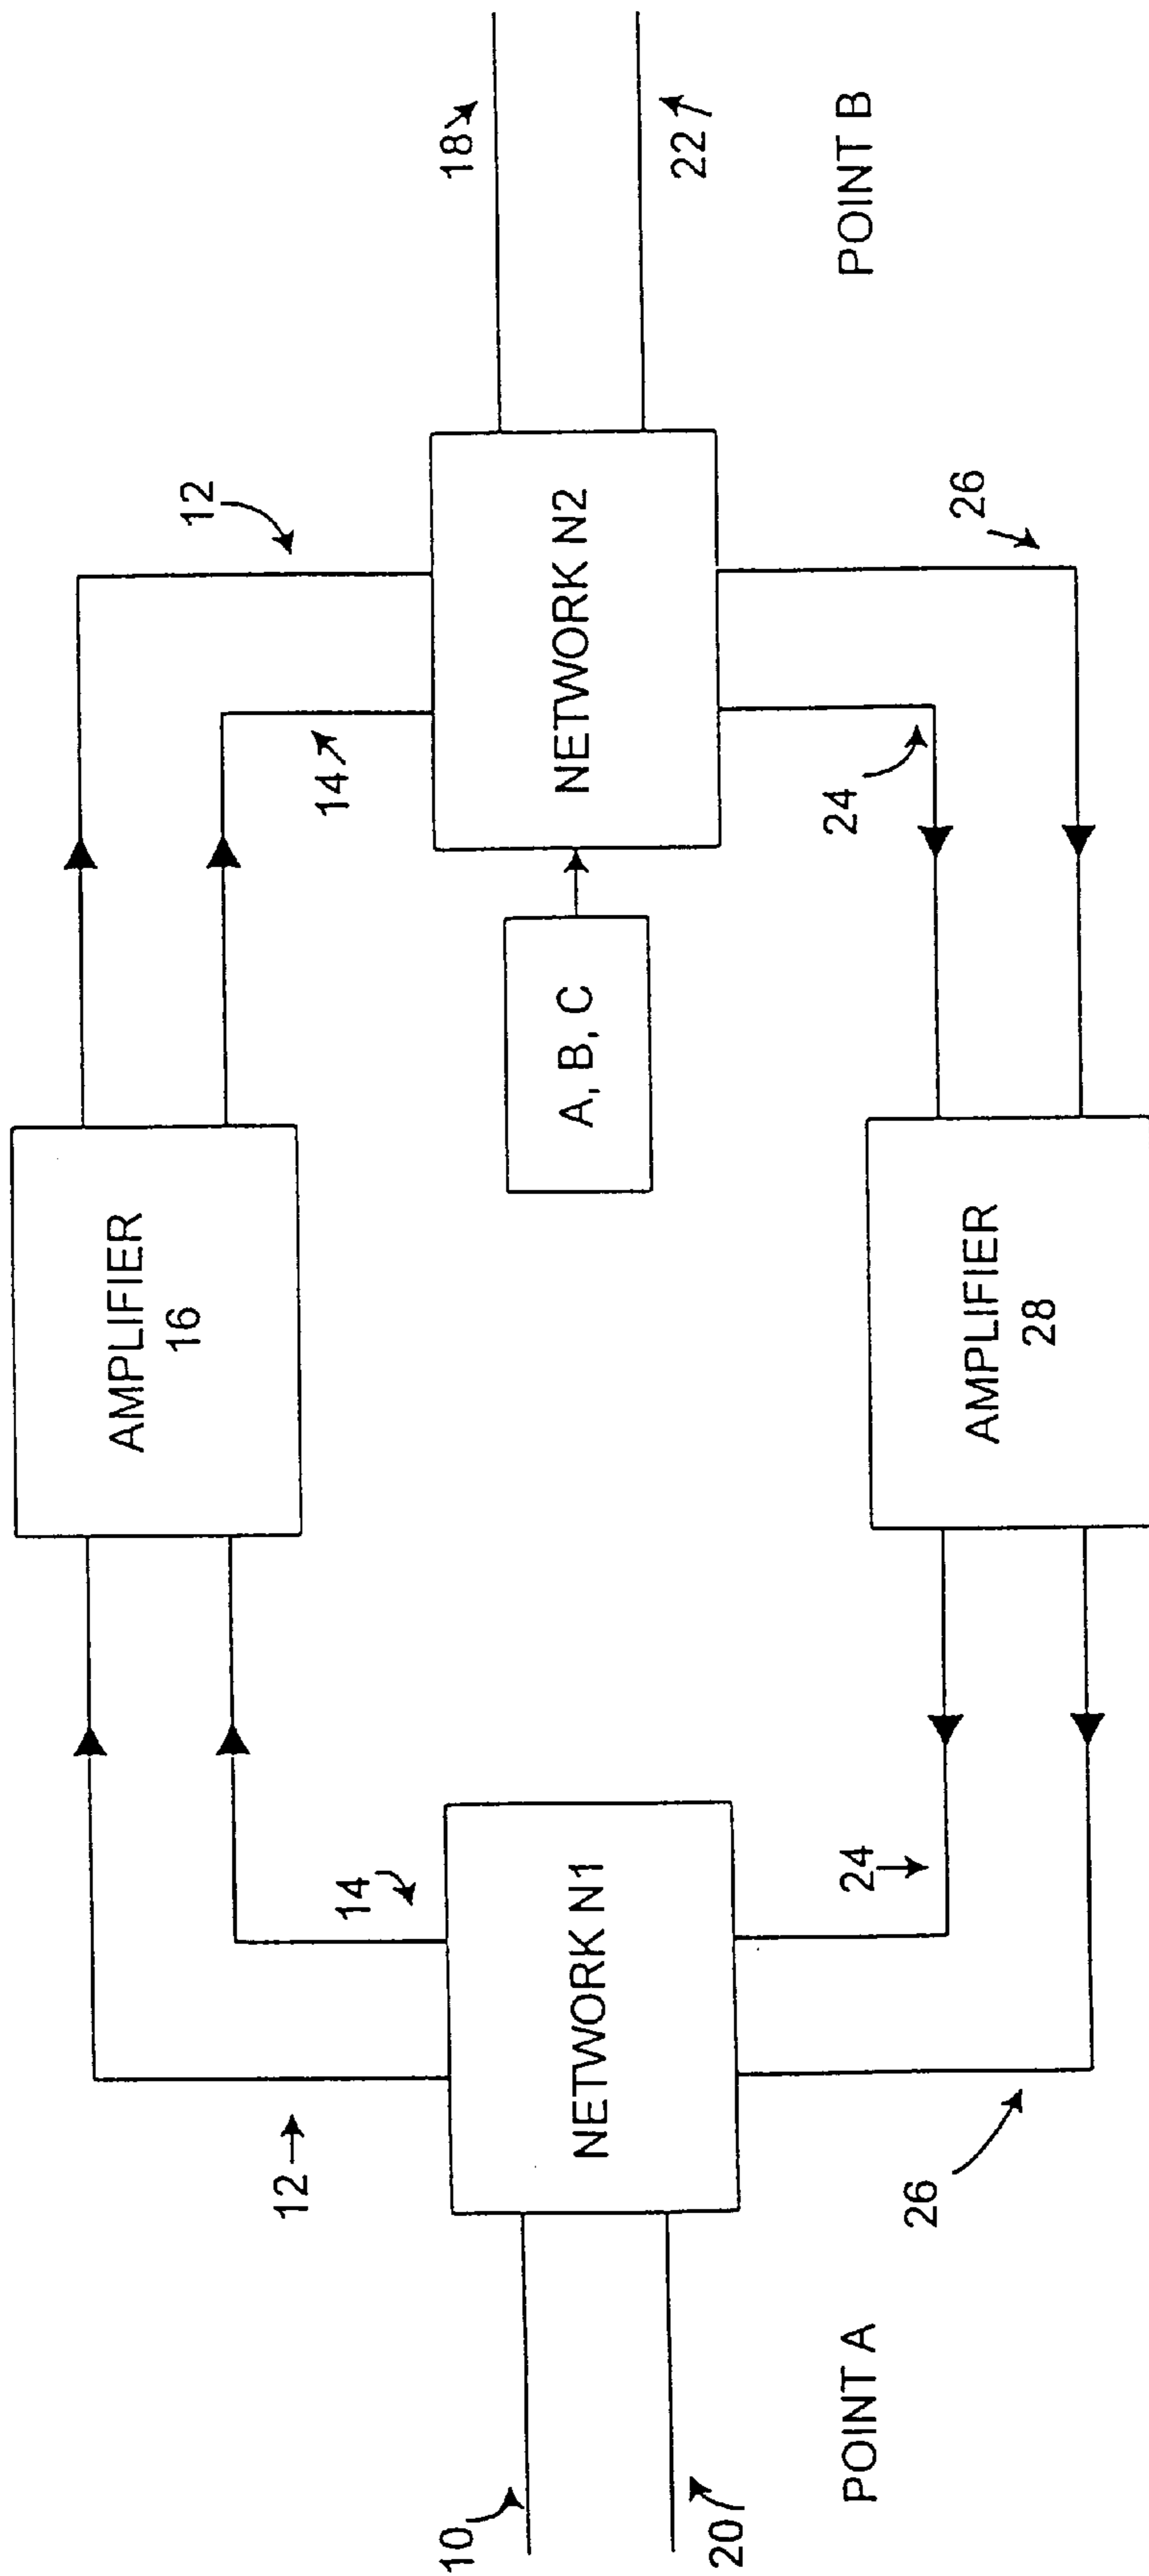 AMPLIFIER
16
12
14
14
12
18
10
NETWORK N1
A, B, C
NETWORK N2
20
22
POINT A
POINT B
26
24
24
26
AMPLIFIER
28